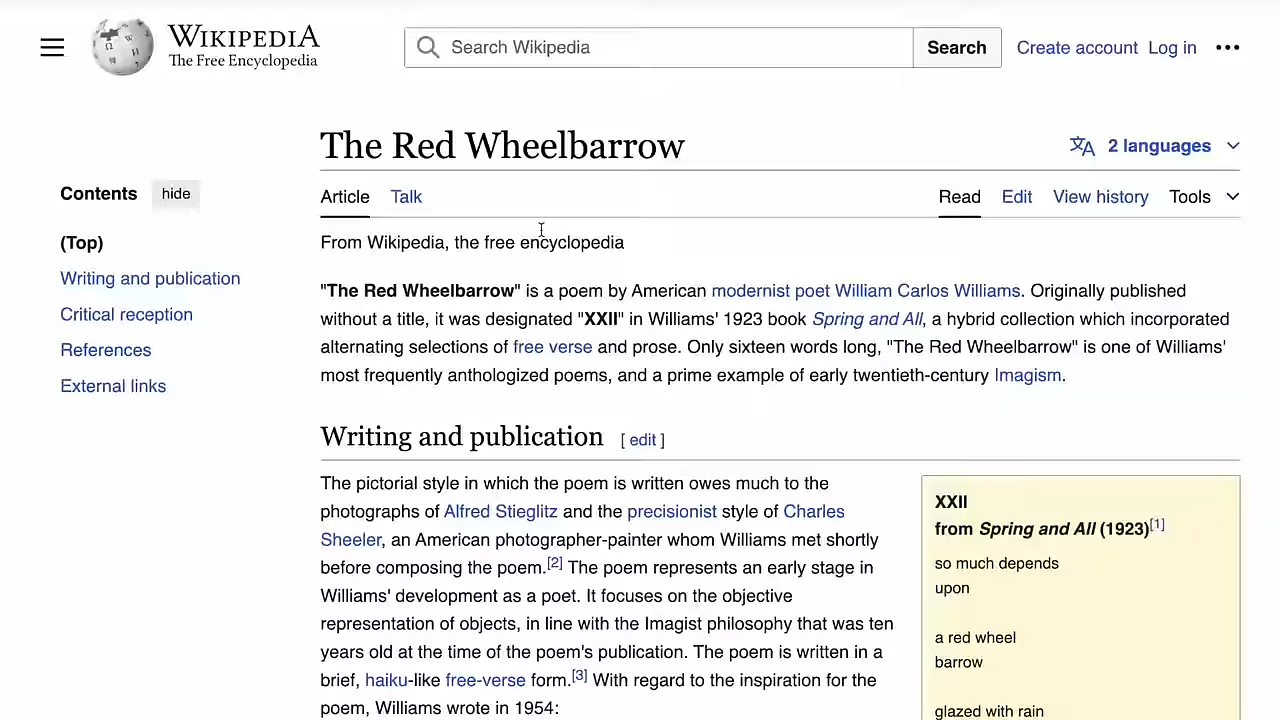 WIKIPEDIA
The Free Encyclopedia
Search Wikipedia
Search
Create account
Log in
The Red Wheelbarrow
2 languages
Contents
hide
(Top)
Writing and publication
Critical reception
References
External links
Article
Talk
Read
Edit
View history
Tools
From Wikipedia, the free encyclopedia
"The Red Wheelbarrow" is a poem by American modernist poet William Carlos Williams. Originally published
without a title, it was designated "XXII" in Williams' 1923 book Spring and All, a hybrid collection which incorporated
alternating selections of free verse and prose. Only sixteen words long, "The Red Wheelbarrow" is one of Williams'
most frequently anthologized poems, and a prime example of early twentieth-century Imagism.
Writing and publication [ edit ]
The pictorial style in which the poem is written owes much to the
photographs of Alfred Stieglitz and the precisionist style of Charles
Sheeler, an American photographer-painter whom Williams met shortly
before composing the poem.[2] The poem represents an early stage in
Williams' development as a poet. It focuses on the objective
representation of objects, in line with the Imagist philosophy that was ten
years old at the time of the poem's publication. The poem is written in a
brief, haiku-like free-verse form.[3] With regard to the inspiration for the
poem, Williams wrote in 1954:
XXII
from Spring and All (1923)[1]
so much depends
upon
a red wheel
barrow
glazed with rain